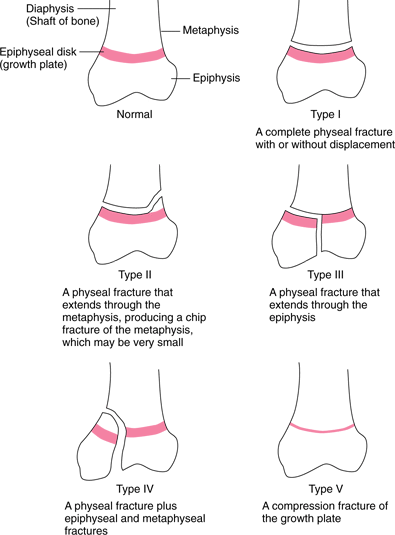 Diaphysis
(Shaft of bone)
Metaphysis
Epiphyseal disk
(growth plate)
Epiphysis
Normal
Type I
A complete physeal fracture
with or without displacement
Type II
A physeal fracture that
extends through the
metaphysis, producing a chip
fracture of the metaphysis,
which may be very small
Type III
A physeal fracture that
extends through the
epiphysis
Type IV
A physeal fracture plus
epiphyseal and metaphyseal
fractures
Type V
A compression fracture of
the growth plate